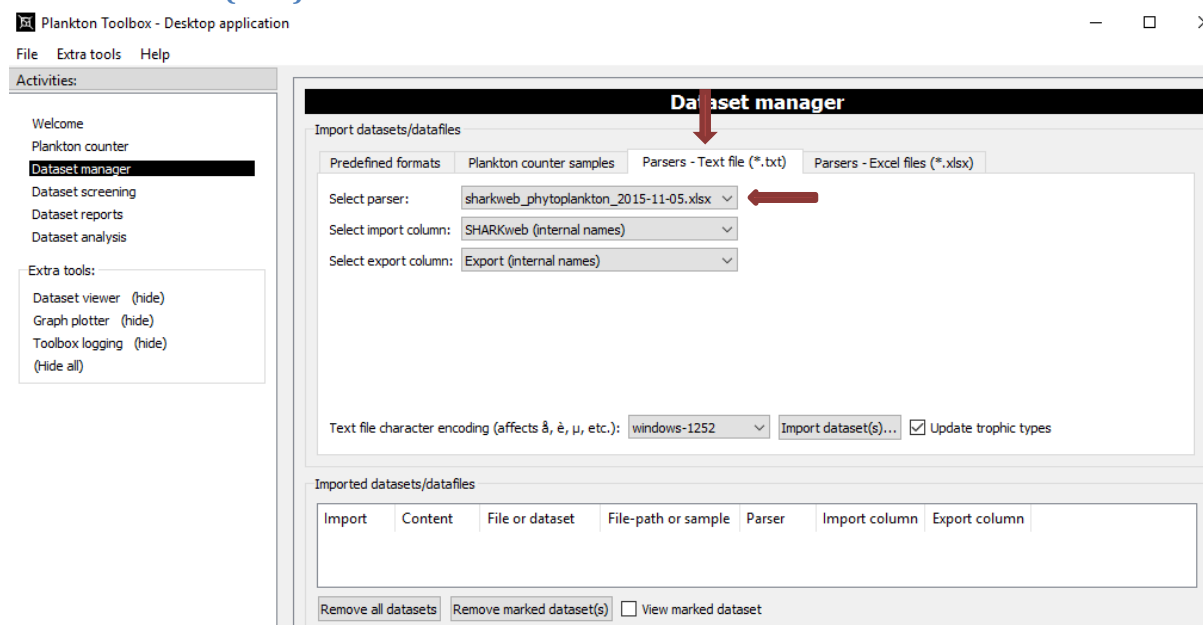 Plankton Toolbox - Desktop application
File Extra tools Help
Activities:
Welcome
Plankton counter
Dataset manager
Dataset screening
Dataset reports
Dataset analysis
Extra tools:
Dataset viewer (hide)
Graph plotter (hide)
Toolbox logging (hide)
(Hide all)
Dataset manager
Import datasets/datafiles
Predefined formats Plankton counter samples Parsers - Text file (*.txt) Parsers - Excel files (*.xlsx)
Select parser: sharkweb_phytoplankton_2015-11-05.xlsx
Select import column: SHARKweb (internal names)
Select export column: Export (internal names)
Text file character encoding (affects å, è, µ, etc.): windows-1252 Import dataset(s)... Update trophic types
Imported datasets/datafiles
Import Content File or dataset File-path or sample Parser Import column Export column
Remove all datasets Remove marked dataset(s) View marked dataset